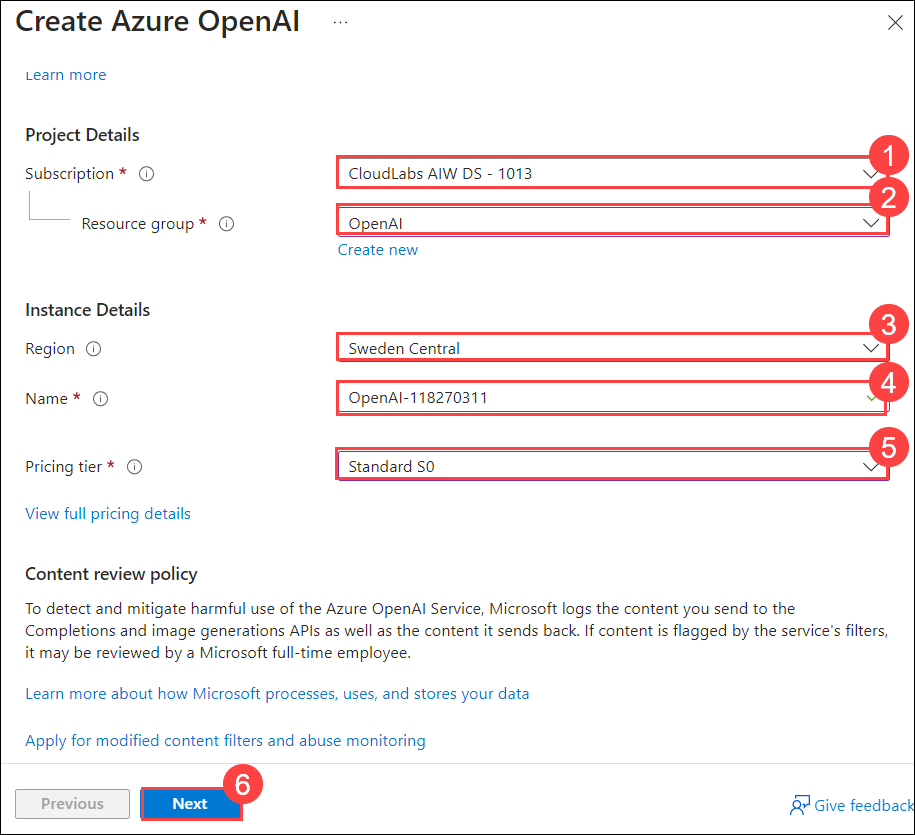 Create Azure OpenAI ...
Learn more
Project Details
Subscription *
CloudLabs AIW DS - 1013
1
Resource group *
OpenAI
2
Create new
Instance Details
Region
Sweden Central
3
Name *
OpenAI-118270311
4
Pricing tier *
Standard S0
5
View full pricing details
Content review policy
To detect and mitigate harmful use of the Azure OpenAI Service, Microsoft logs the content you send to the
Completions and image generations APIs as well as the content it sends back. If content is flagged by the service's filters,
it may be reviewed by a Microsoft full-time employee.
Learn more about how Microsoft processes, uses, and stores your data
Apply for modified content filters and abuse monitoring
Previous
Next
6
Give feedback